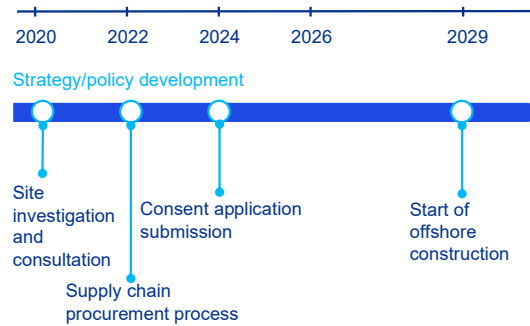 2020 2022 2024 2026 2029
Strategy/policy development
Site
investigation
and
consultation
Supply chain
procurement process
Consent application
submission
Start of
offshore
construction